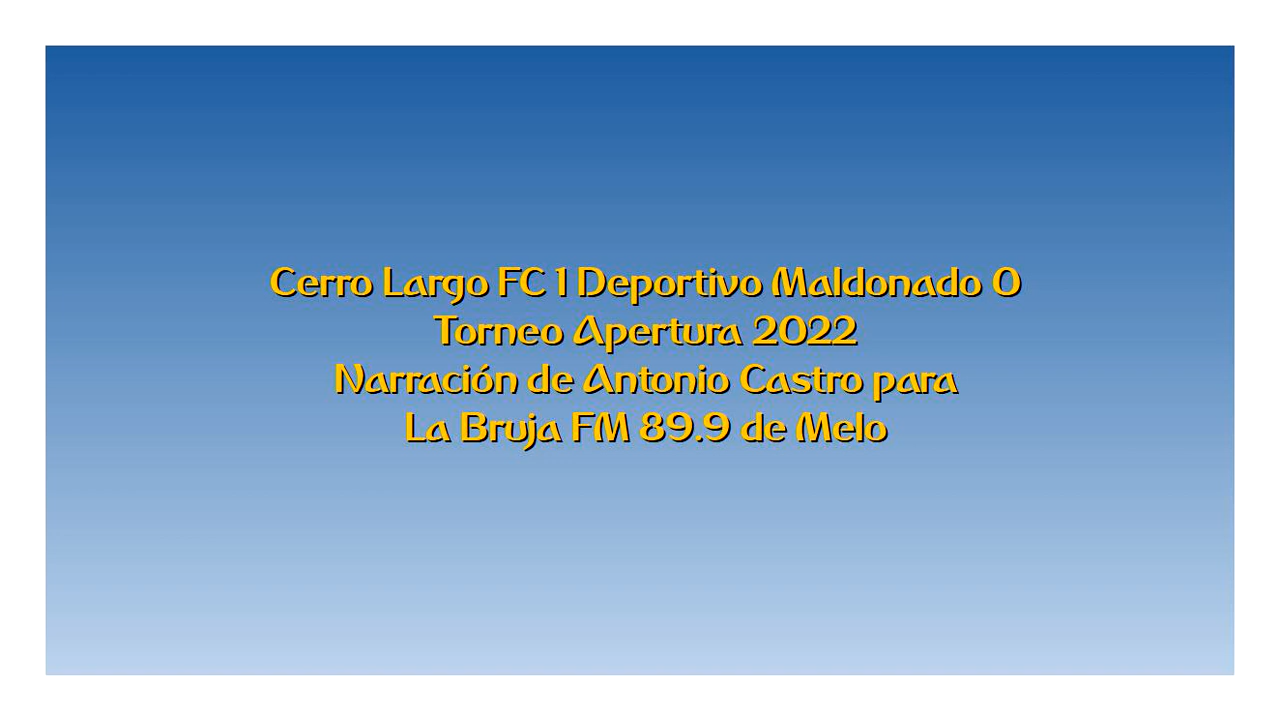 Cerro Largo FC 1 Deportivo Maldonado 0
Torneo Apertura 2022
Narración de Antonio Castro para
La Bruja FM 89.9 de Melo